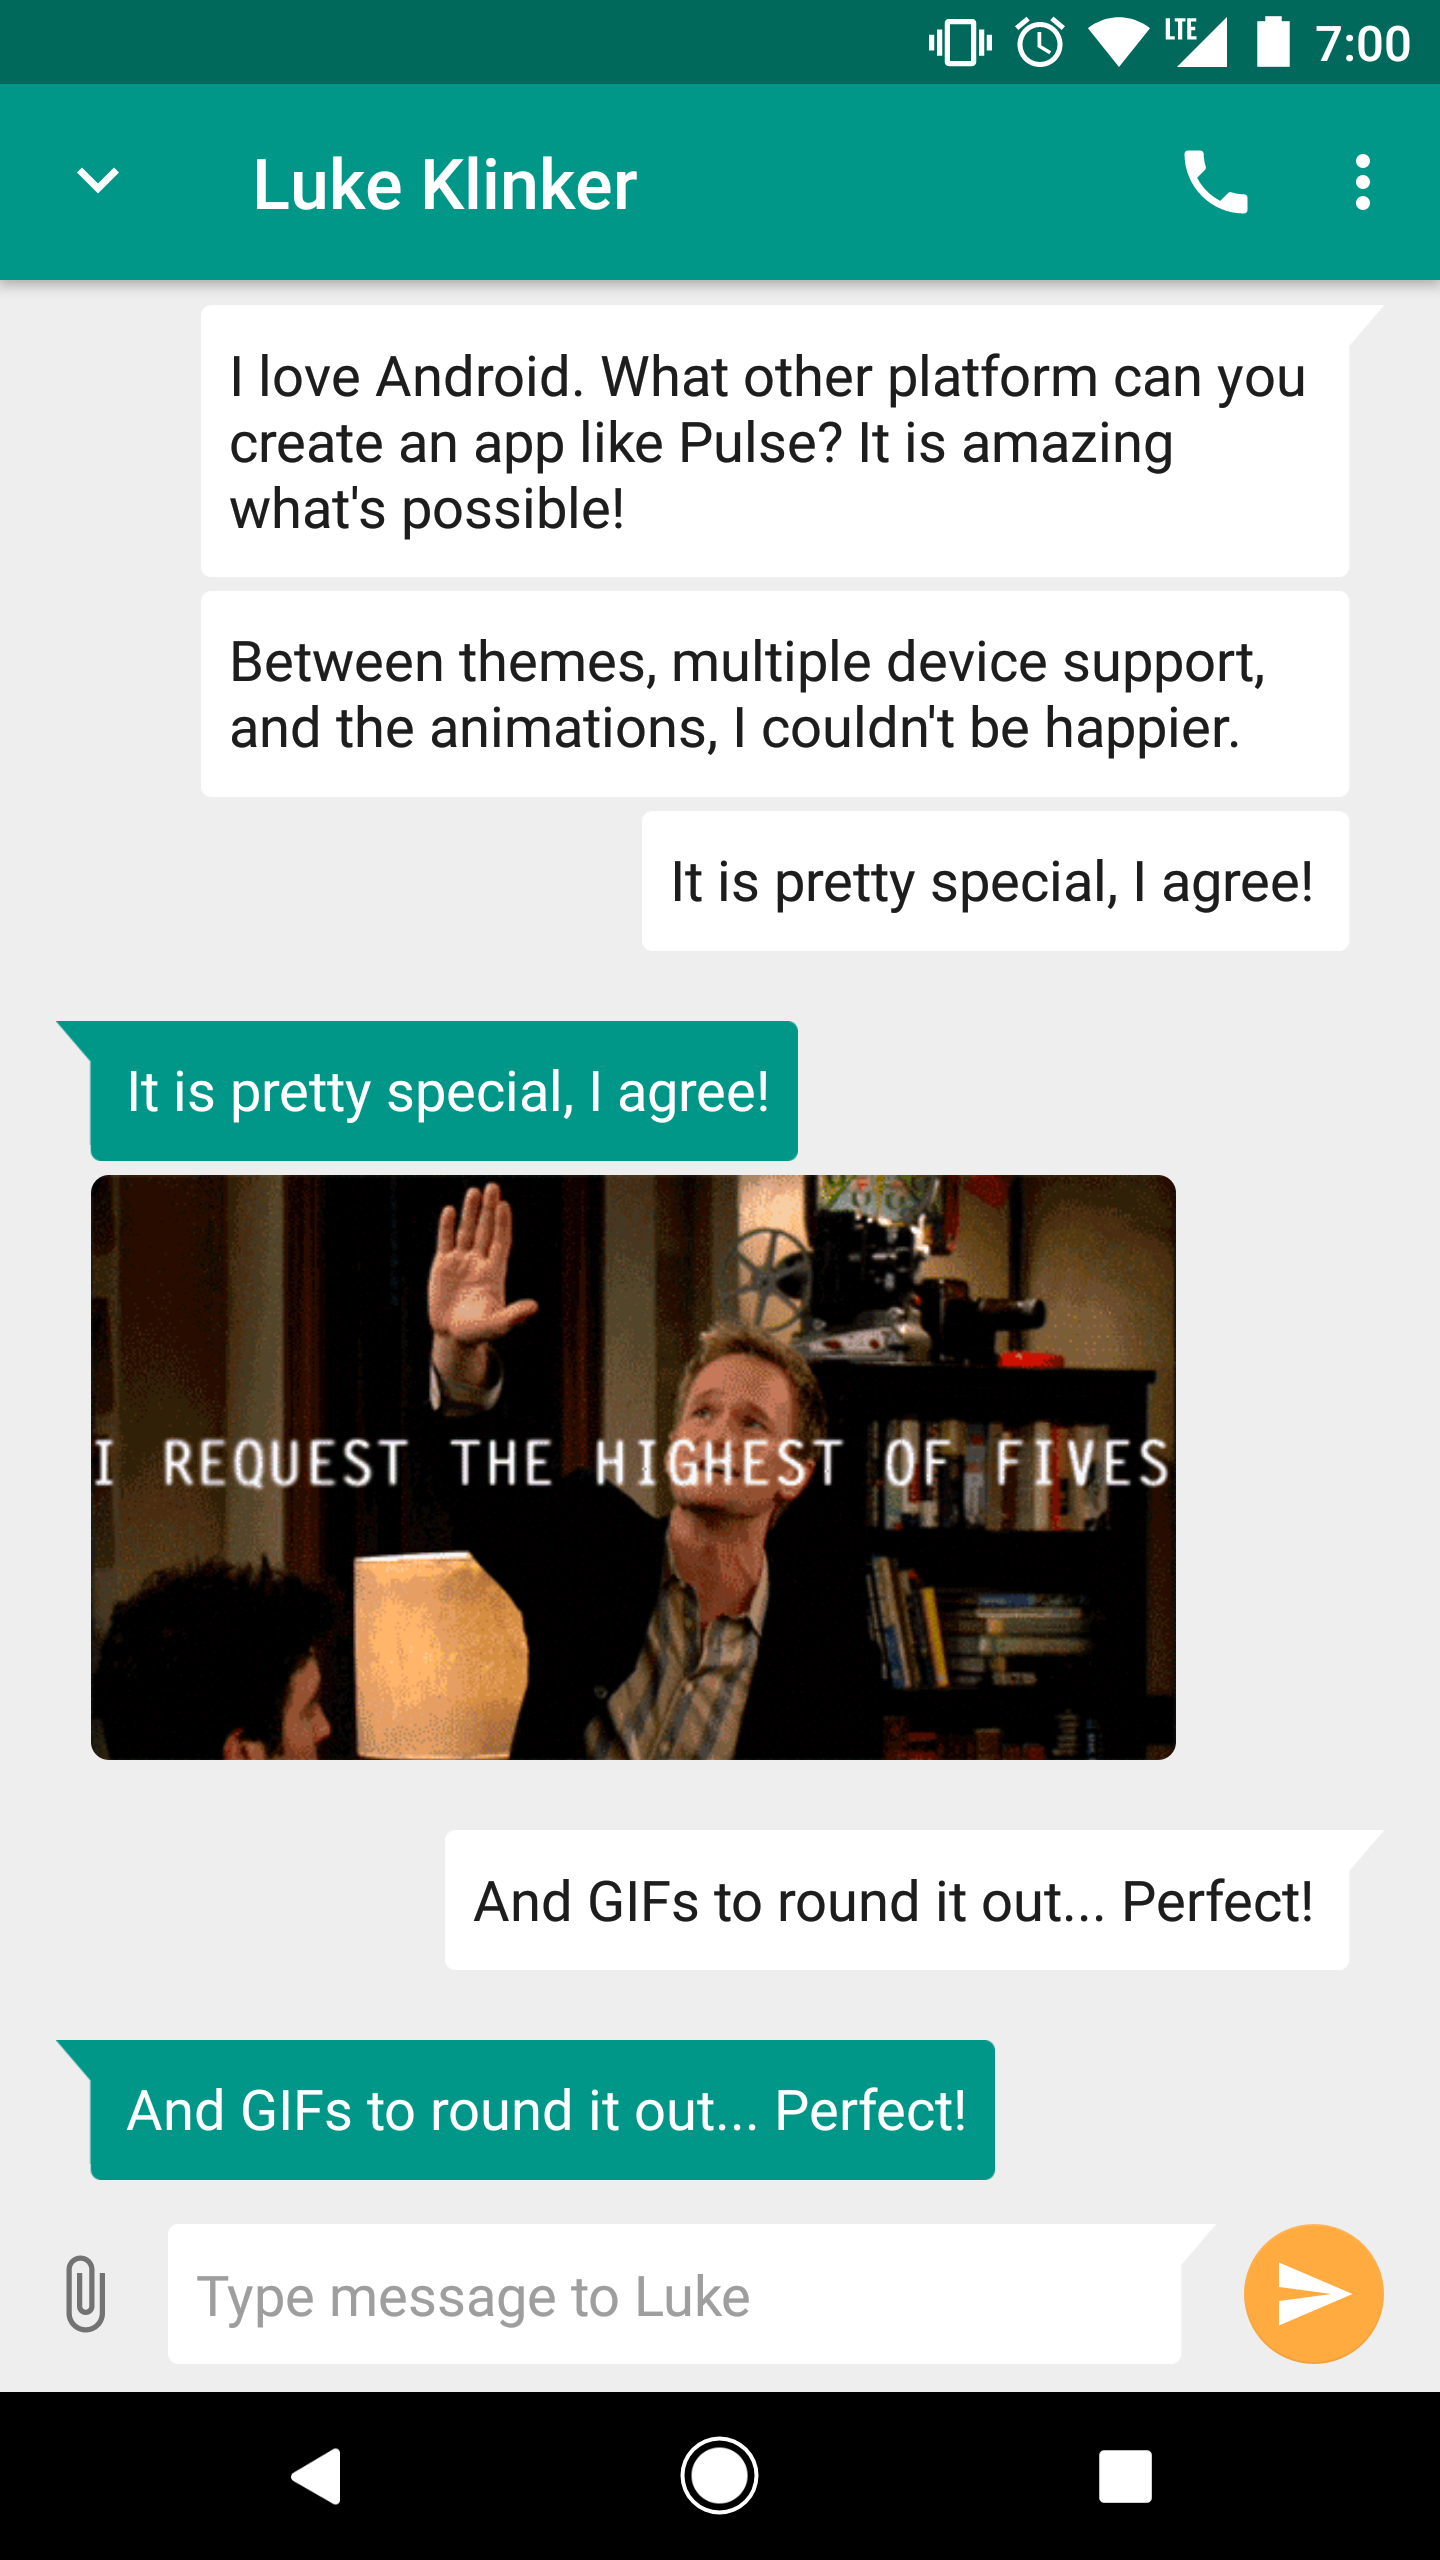 LTE 7:00
Luke Klinker
I love Android. What other platform can you
create an app like Pulse? It is amazing
what's possible!
Between themes, multiple device support,
and the animations, I couldn't be happier.
It is pretty special, I agree!
It is pretty special, I agree!
I REQUEST THE HIGHEST OF FIVES
And GIFs to round it out... Perfect!
And GIFs to round it out... Perfect!
Type message to Luke